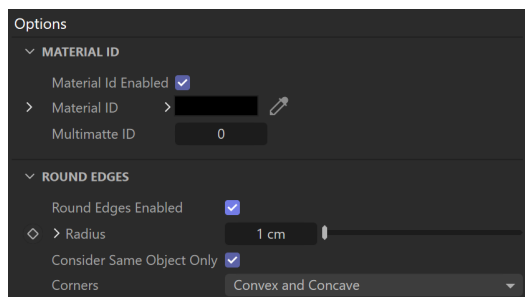 Options
MATERIAL ID
Material Id Enabled
Material ID
Multimatte ID 0
ROUND EDGES
Round Edges Enabled
Radius 1 cm
Consider Same Object Only
Corners Convex and Concave